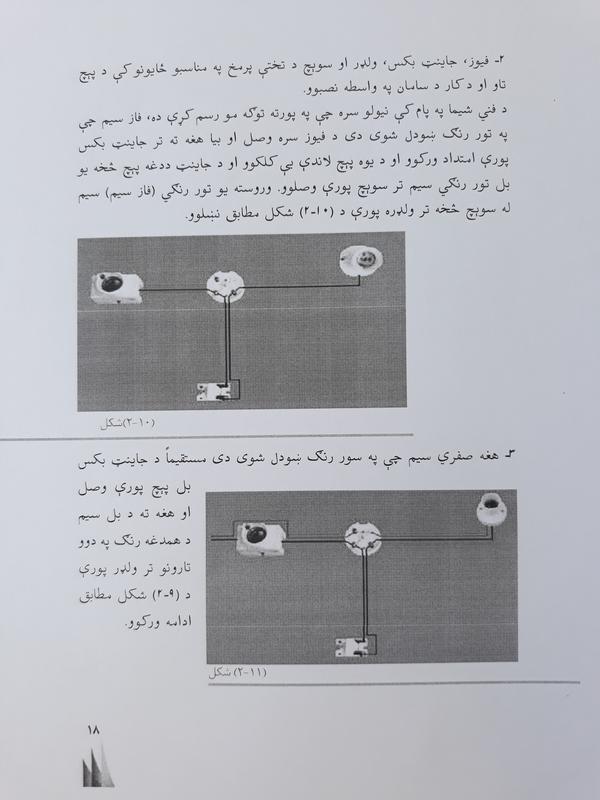 ۲- فیوز، جاینټ بکس، ولډر او سویچ د تختې پرمخ په مناسبو ځایونو کې د پیچ
تاو او د کار د سامان په واسطه نصبوو.
د فني شیما په پام کې نیولو سره چې په پورته توګه مو رسم کړې ده، فاز سیم چې
په تور رنګ ښودل شوی دی د فیوز سره وصل او بیا هغه ته تر جاینټ بکس
پورې امتداد ورکوو او د یوه پیچ لاندې یې کلکوو او د جاینټ ددغه پیچ څخه یو
بل تور رنګي سیم تر سویچ پورې وصلوو. وروسته یو تور رنګي (فاز سیم) سیم
له سویچ څخه تر ولډره پورې د (۱۰-۲) شکل مطابق نښلوو.
(۱۰-۲) شکل
۳- هغه صفري سیم چې په سور رنګ ښودل شوی دی مستقیماً د جاینټ بکس
بل پیچ پورې وصل
او هغه ته د بل سیم
د همدغه رنګ په دوو
تارونو تر ولډر پورې
د (۹-۲) شکل مطابق
ادامه ورکوو.
(۱۱-۲) شکل
۱۸